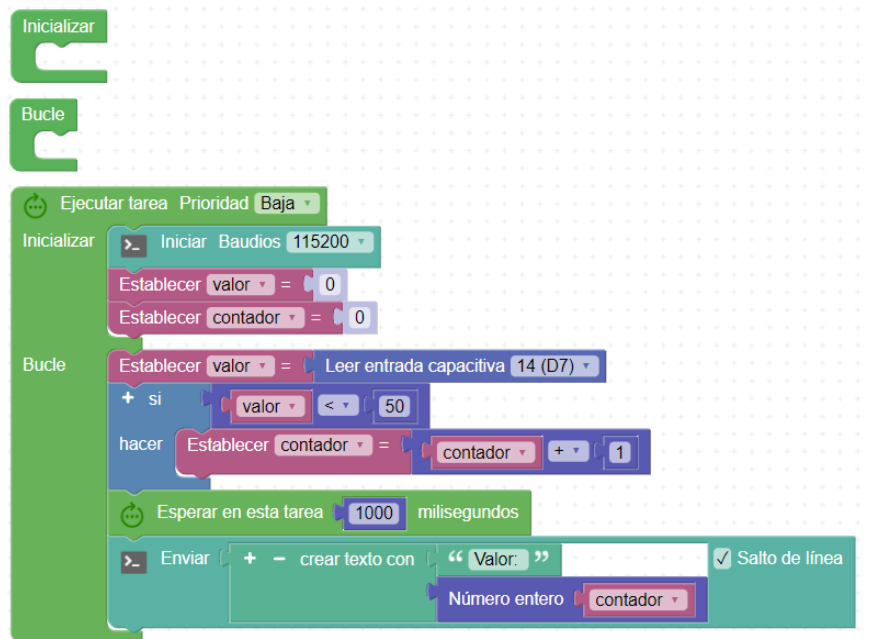 Inicializar
Bucle
Ejecutar tarea Prioridad Baja
Inicializar >_ Iniciar Baudios 115200
Establecer valor = 0
Establecer contador = 0
Bucle Establecer valor = Leer entrada capacitiva 14 (D7)
+ si valor < 50
hacer Establecer contador = contador + 1
Esperar en esta tarea 1000 milisegundos
>_ Enviar + − crear texto con “ Valor: ” Salto de línea
Número entero contador